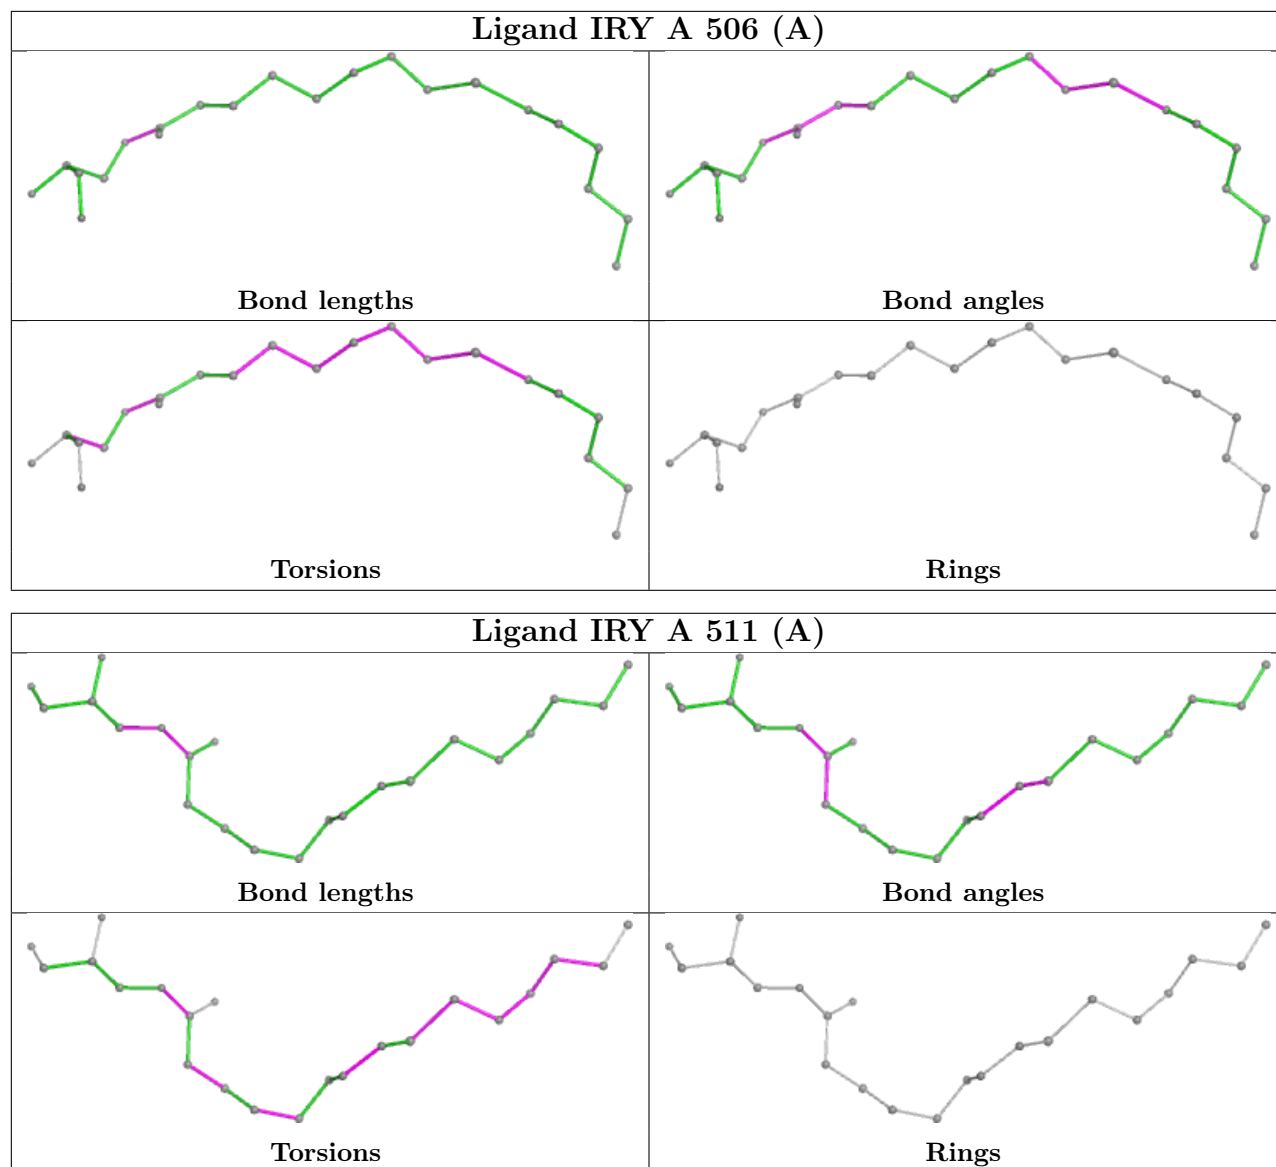 Ligand IRY A 506 (A)
Bond lengths
Bond angles
Torsions
Rings
Ligand IRY A 511 (A)
Bond lengths
Bond angles
Torsions
Rings